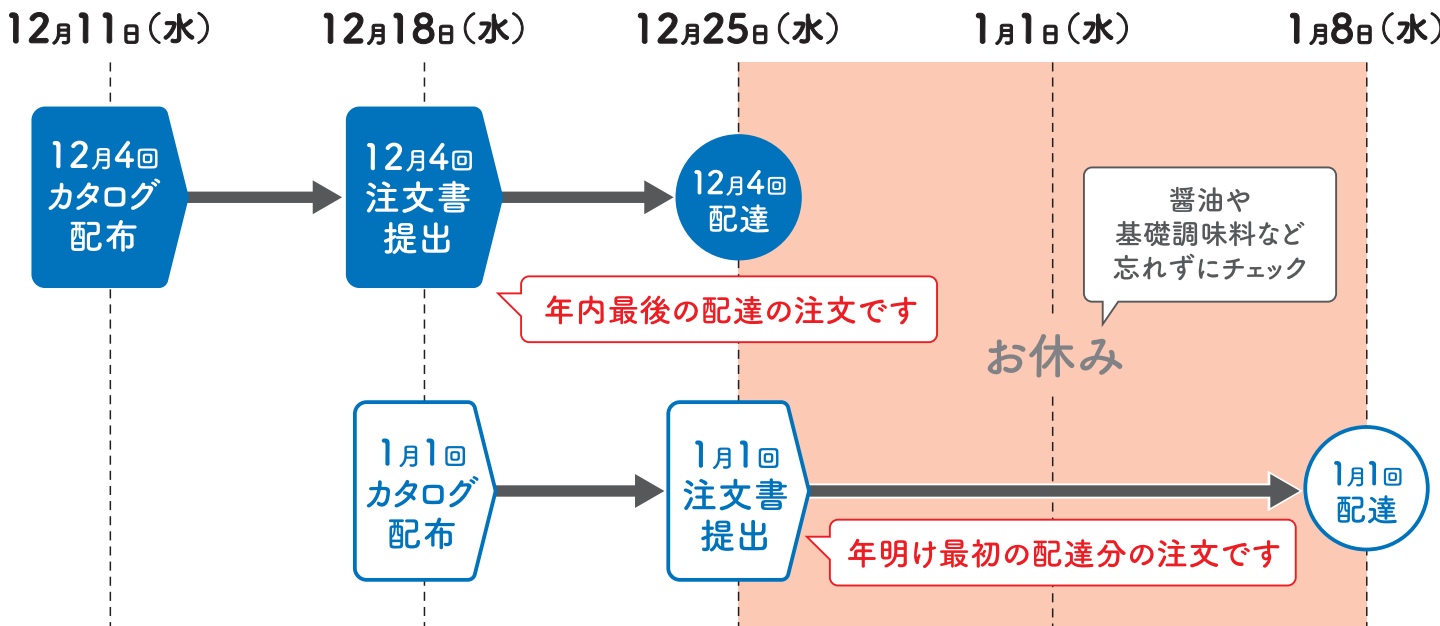 12月11日(水)
12月18日(水)
12月25日(水)
1月1日(水)
1月8日(水)
12月4回
カタログ
配布
12月4回
注文書
提出
12月4回
配達
醤油や
基礎調味料など
忘れずにチェック
年内最後の配達の注文です
お休み
1月1回
カタログ
配布
1月1回
注文書
提出
1月1回
配達
年明け最初の配達分の注文です